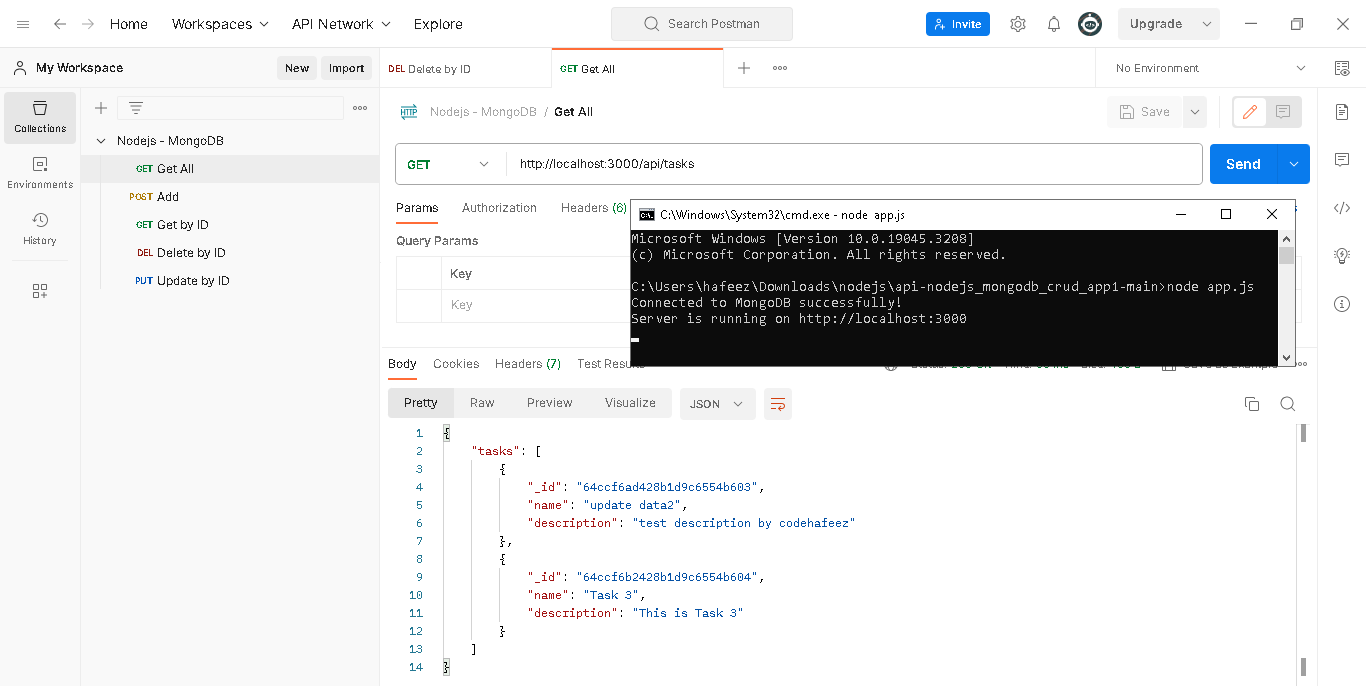 Home Workspaces API Network Explore Search Postman Invite Upgrade
My Workspace New Import
DEL Delete by ID GET Get All No Environment
Collections
Environments
History
Nodejs - MongoDB
GET Get All
POST Add
GET Get by ID
DEL Delete by ID
PUT Update by ID
HTTP Nodejs - MongoDB / Get All Save
GET http://localhost:3000/api/tasks Send
Params Authorization Headers (6)
Query Params
Key
Key
C:\Windows\System32\cmd.exe - node app.js
Microsoft Windows [Version 10.0.19045.3208]
(c) Microsoft Corporation. All rights reserved.
C:\Users\hafeez\Downloads\nodejs\api-nodejs_mongodb_crud_app1-main>node app.js
Connected to MongoDB successfully!
Server is running on http://localhost:3000
Body Cookies Headers (7) Test Results
Pretty Raw Preview Visualize JSON
1 {
2 "tasks": [
3 {
4 "_id": "64ccf6ad428b1d9c6554b603",
5 "name": "update data2",
6 "description": "test description by codehafeez"
7 },
8 {
9 "_id": "64ccf6b2428b1d9c6554b604",
10 "name": "Task 3",
11 "description": "This is Task 3"
12 }
13 ]
14 }